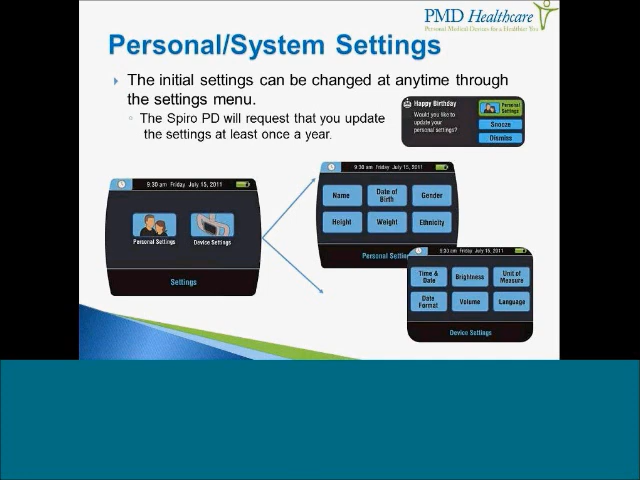 PMD Healthcare
Personal Medical Devices for a Healthier You
Personal/System Settings
The initial settings can be changed at anytime through
the settings menu.
The Spiro PD will request that you update
the settings at least once a year.
Happy Birthday
Would you like to
update your
personal settings?
Personal
Settings
Snooze
Dismiss
9:30 am Friday July 15, 2011
Personal Settings
Device Settings
Settings
9:30 am Friday July 15, 2011
Name
Date of
Birth
Gender
Height
Weight
Ethnicity
Personal Settin
9:30 am Friday July 15, 2011
Time &
Date
Brightness
Unit of
Measure
Date
Format
Volume
Language
Device Settings